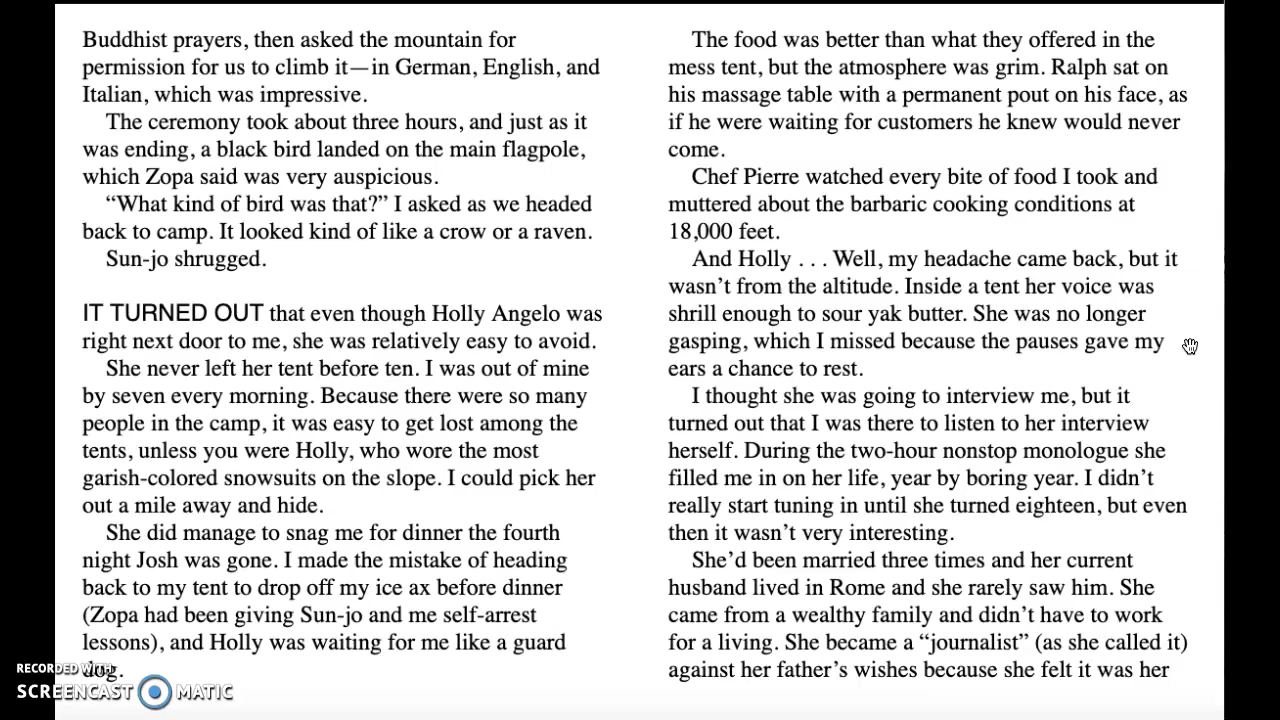 Buddhist prayers, then asked the mountain for
permission for us to climb it—in German, English, and
Italian, which was impressive.
The ceremony took about three hours, and just as it
was ending, a black bird landed on the main flagpole,
which Zopa said was very auspicious.
“What kind of bird was that?” I asked as we headed
back to camp. It looked kind of like a crow or a raven.
Sun-jo shrugged.
IT TURNED OUT that even though Holly Angelo was
right next door to me, she was relatively easy to avoid.
She never left her tent before ten. I was out of mine
by seven every morning. Because there were so many
people in the camp, it was easy to get lost among the
tents, unless you were Holly, who wore the most
garish-colored snowsuits on the slope. I could pick her
out a mile away and hide.
She did manage to snag me for dinner the fourth
night Josh was gone. I made the mistake of heading
back to my tent to drop off my ice ax before dinner
(Zopa had been giving Sun-jo and me self-arrest
lessons), and Holly was waiting for me like a guard
dog.
The food was better than what they offered in the
mess tent, but the atmosphere was grim. Ralph sat on
his massage table with a permanent pout on his face, as
if he were waiting for customers he knew would never
come.
Chef Pierre watched every bite of food I took and
muttered about the barbaric cooking conditions at
18,000 feet.
And Holly . . . Well, my headache came back, but it
wasn’t from the altitude. Inside a tent her voice was
shrill enough to sour yak butter. She was no longer
gasping, which I missed because the pauses gave my
ears a chance to rest.
I thought she was going to interview me, but it
turned out that I was there to listen to her interview
herself. During the two-hour nonstop monologue she
filled me in on her life, year by boring year. I didn’t
really start tuning in until she turned eighteen, but even
then it wasn’t very interesting.
She’d been married three times and her current
husband lived in Rome and she rarely saw him. She
came from a wealthy family and didn’t have to work
for a living. She became a “journalist” (as she called it)
against her father’s wishes because she felt it was her
RECORDED WITH
SCREENCAST MATIC